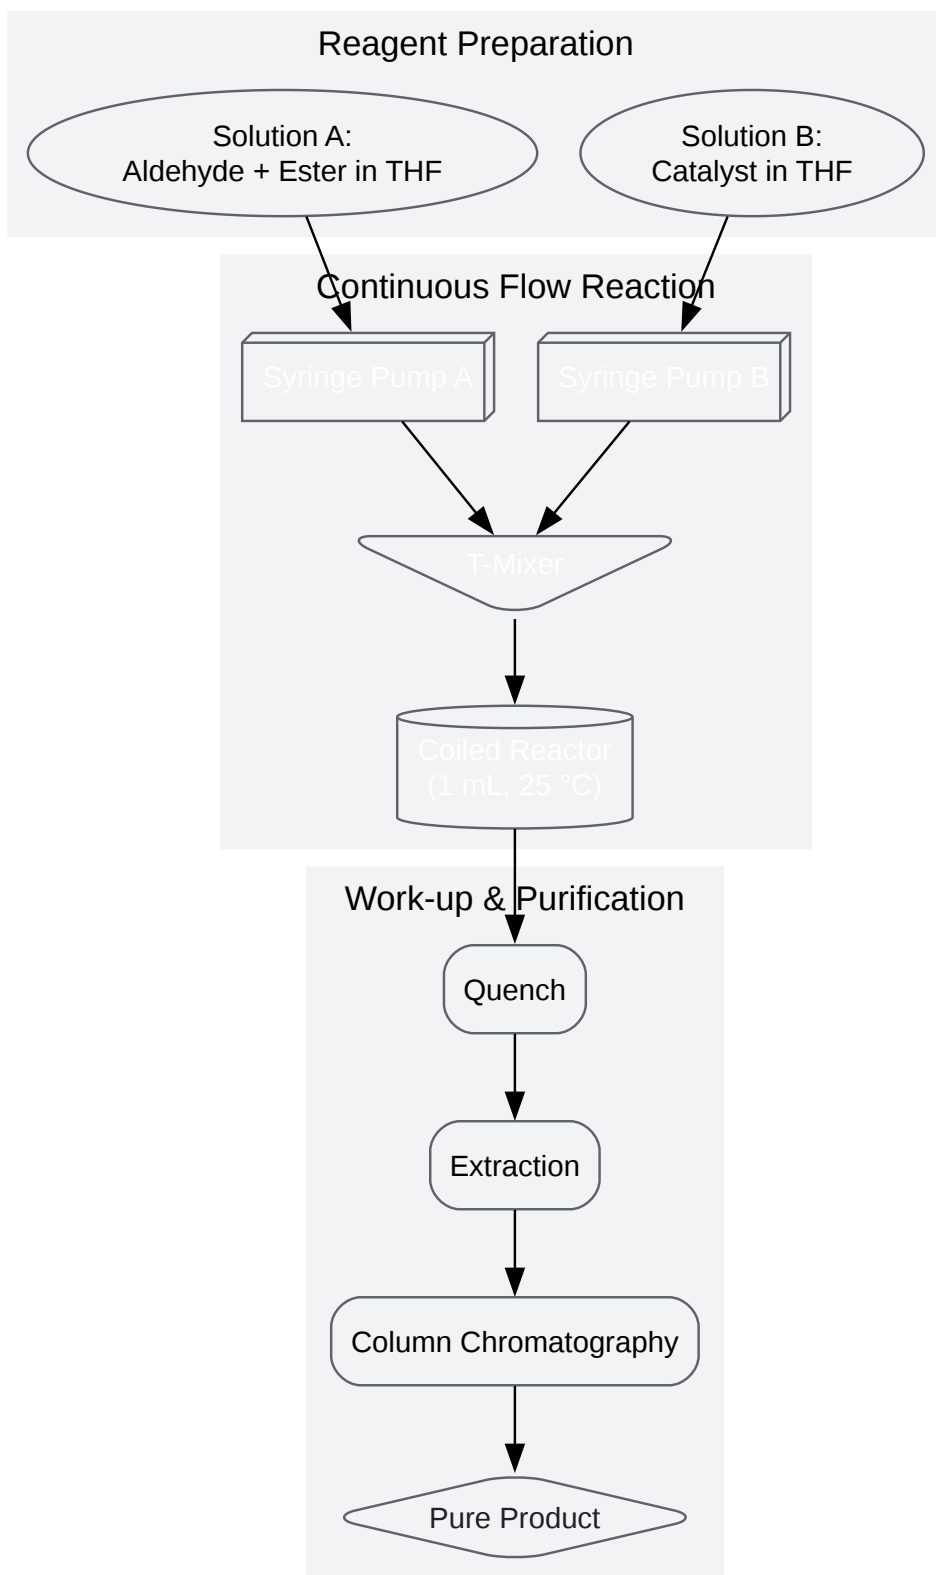 Reagent Preparation
Solution A:
Aldehyde + Ester in THF
Solution B:
Catalyst in THF
Continuous Flow Reaction
Syringe Pump A
Syringe Pump B
T-Mixer
Coiled Reactor
(1 mL, 25 °C)
Work-up & Purification
Quench
Extraction
Column Chromatography
Pure Product